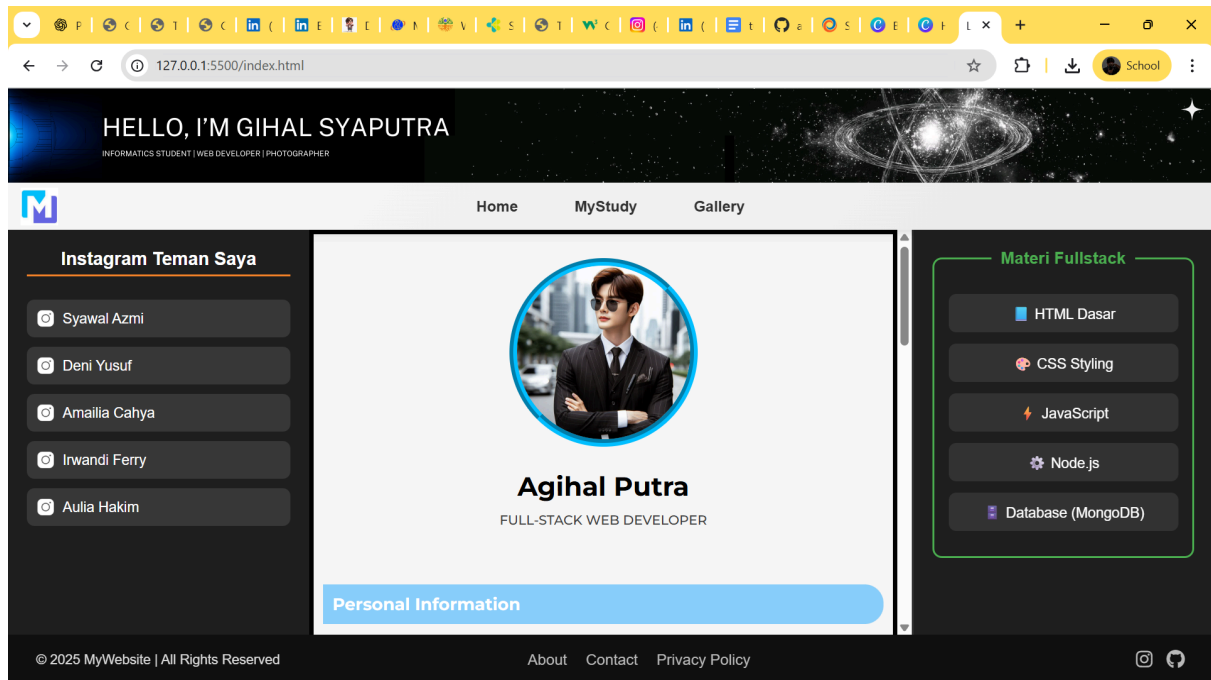 P
C
T
C
in (
in E
D
N
V
S
T
C
(
in (
t
a
S
E
H
L
127.0.0.1:5500/index.html
School
HELLO, I'M GIHAL SYAPUTRA
INFORMATICS STUDENT | WEB DEVELOPER | PHOTOGRAPHER
M
Home MyStudy Gallery
Instagram Teman Saya
Syawal Azmi
Deni Yusuf
Amailia Cahya
Irwandi Ferry
Aulia Hakim
Agihal Putra
FULL-STACK WEB DEVELOPER
Personal Information
Materi Fullstack
HTML Dasar
CSS Styling
JavaScript
Node.js
Database (MongoDB)
© 2025 MyWebsite | All Rights Reserved
About Contact Privacy Policy